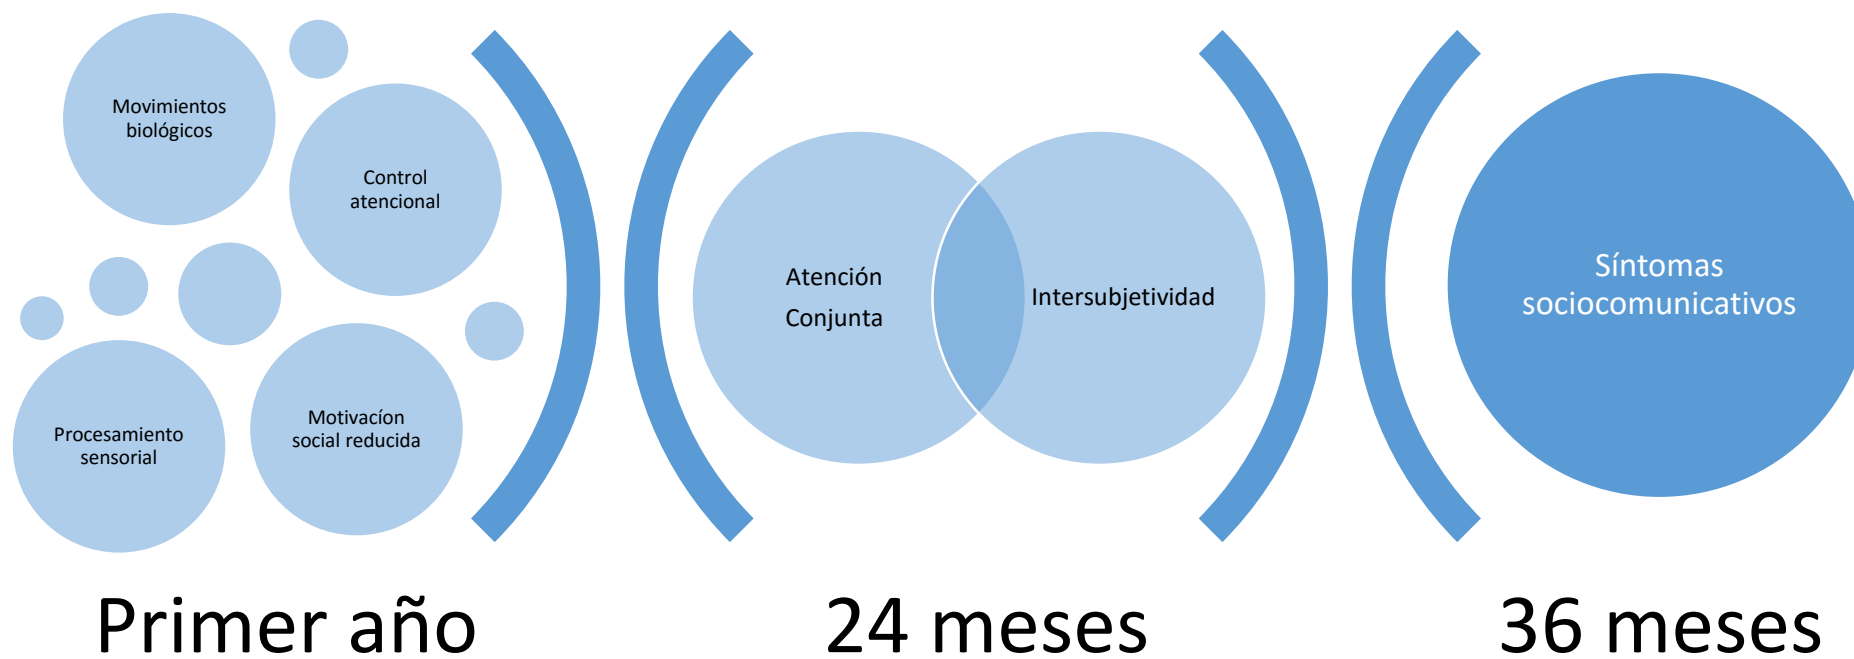 Movimientos
biológicos
Control
atencional
Procesamiento
sensorial
Motivacíon
social reducida
Atención
Conjunta
Intersubjetividad
Síntomas
sociocomunicativos
Primer año
24 meses
36 meses